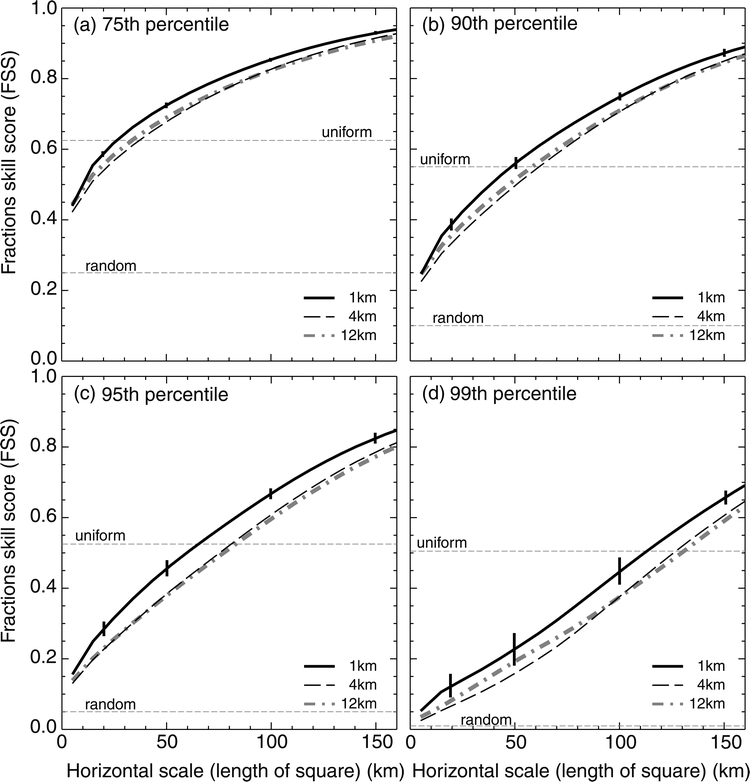 (a) 75th percentile
1.0
0.8
0.6
0.4
0.2
0.0
Fractions skill score (FSS)
uniform
random
1km
4km
12km
(b) 90th percentile
uniform
random
1km
4km
12km
(c) 95th percentile
1.0
0.8
0.6
0.4
0.2
0.0
Fractions skill score (FSS)
uniform
random
1km
4km
12km
0 50 100 150
Horizontal scale (length of square) (km)
(d) 99th percentile
uniform
random
1km
4km
12km
0 50 100 150
Horizontal scale (length of square) (km)